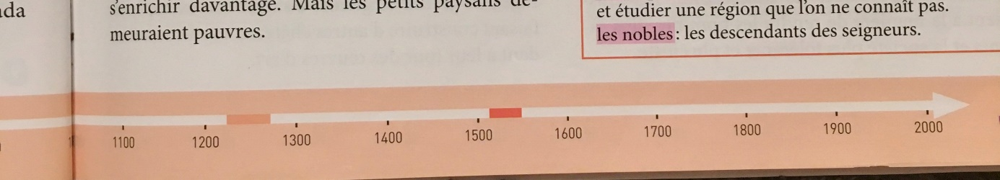 s'enrichir davantage. Mais les petits paysans de-
meuraient pauvres.
et étudier une région que l'on ne connaît pas.
les nobles : les descendants des seigneurs.
1100 1200 1300 1400 1500 1600 1700 1800 1900 2000